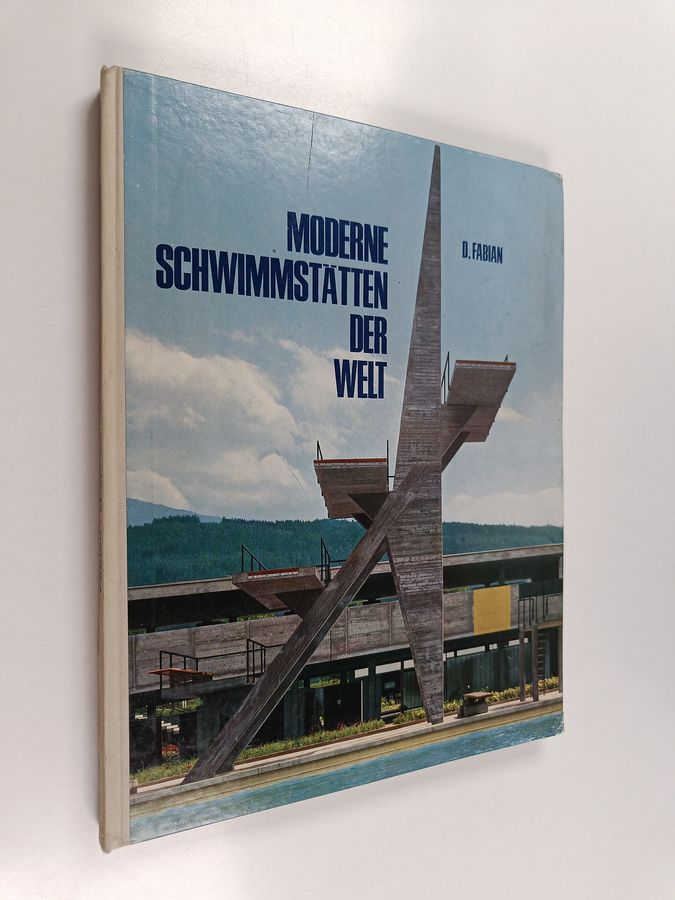 MODERNE
SCHWIMMSTÄTTEN
DER
WELT
D. FABIAN